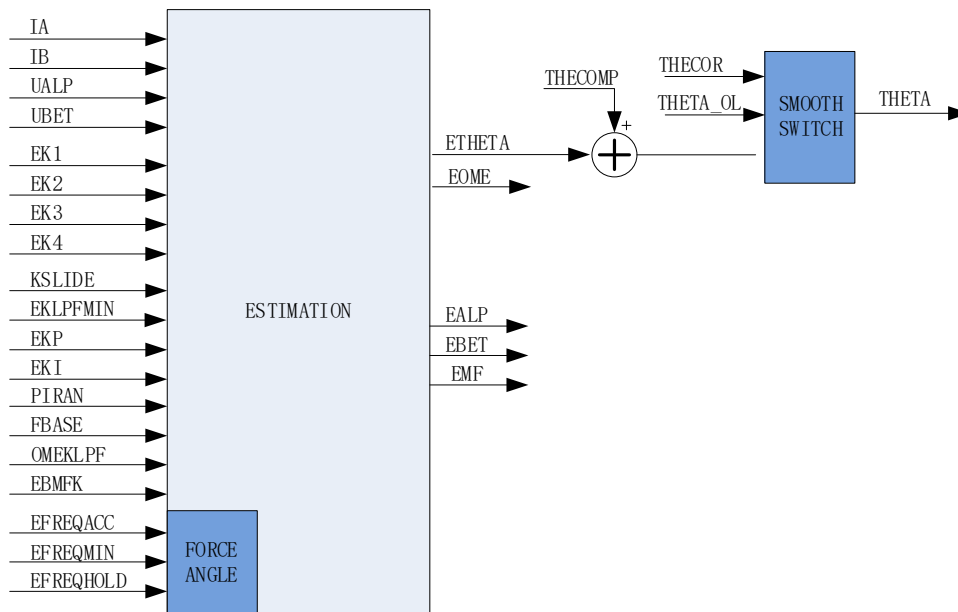 IA
IB
UALP
UBET
EK1
EK2
EK3
EK4
KSLIDE
EKLPFMIN
EKP
EKI
PIRAN
FBASE
OMEKLPF
EBMFK
EFREQACC
EFREQMIN
EFREQHOLD
ESTIMATION
FORCE
ANGLE
ETHETA
EOME
EALP
EBET
EMF
THECOMP
+
+
THECOR
THETA_OL
SMOOTH
SWITCH
THETA